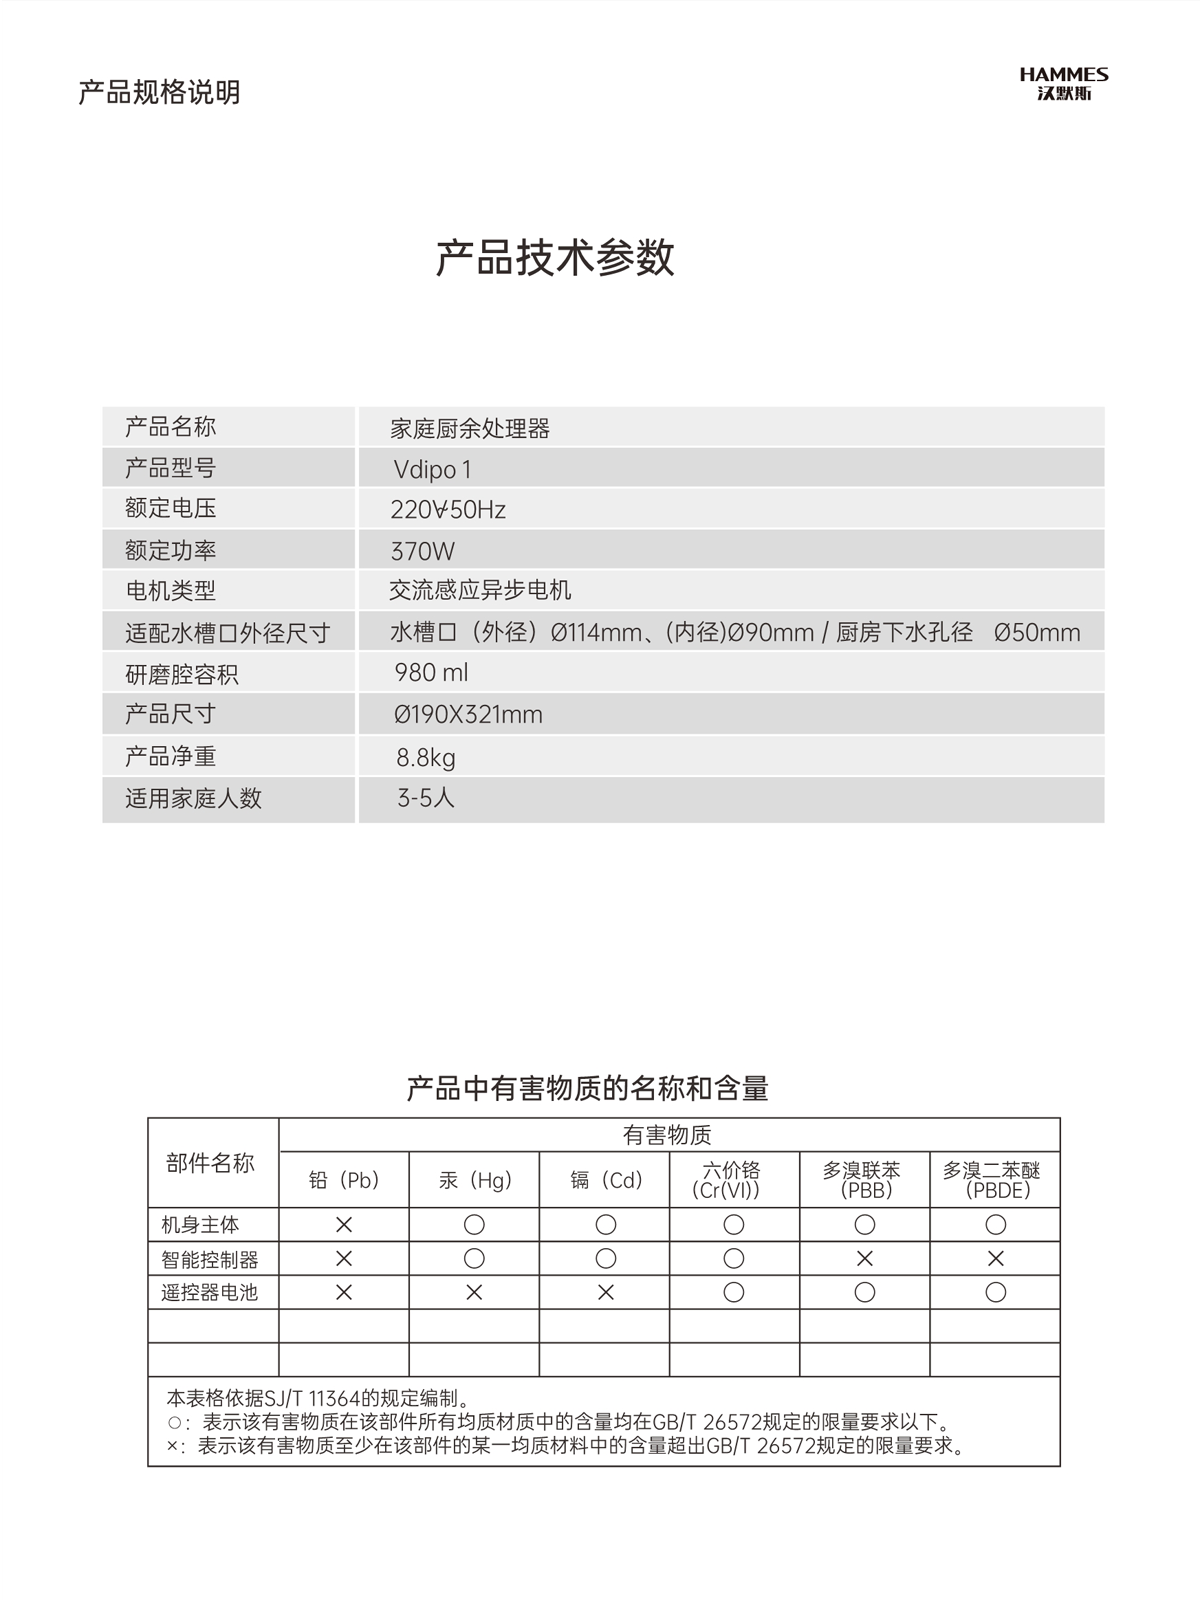 产品规格说明
HAMMES
汉默斯
产品技术参数
产品名称 家庭厨余处理器
产品型号 Vdipo 1
额定电压 220V 50Hz
额定功率 370W
电机类型 交流感应异步电机
适配水槽口外径尺寸 水槽口（外径）Ø114mm、(内径)Ø90mm / 厨房下水孔径 Ø50mm
研磨腔容积 980 ml
产品尺寸 Ø190X321mm
产品净重 8.8kg
适用家庭人数 3-5人
产品中有害物质的名称和含量
部件名称 有害物质
铅（Pb） 汞（Hg） 镉（Cd） 六价铬（Cr(VI)） 多溴联苯（PBB） 多溴二苯醚（PBDE）
机身主体 × ○ ○ ○ ○ ○
智能控制器 × ○ ○ ○ × ×
遥控器电池 × × × ○ ○ ○
本表格依据SJ/T 11364的规定编制。
○：表示该有害物质在该部件所有均质材质中的含量均在GB/T 26572规定的限量要求以下。
×：表示该有害物质至少在该部件的某一均质材料中的含量超出GB/T 26572规定的限量要求。